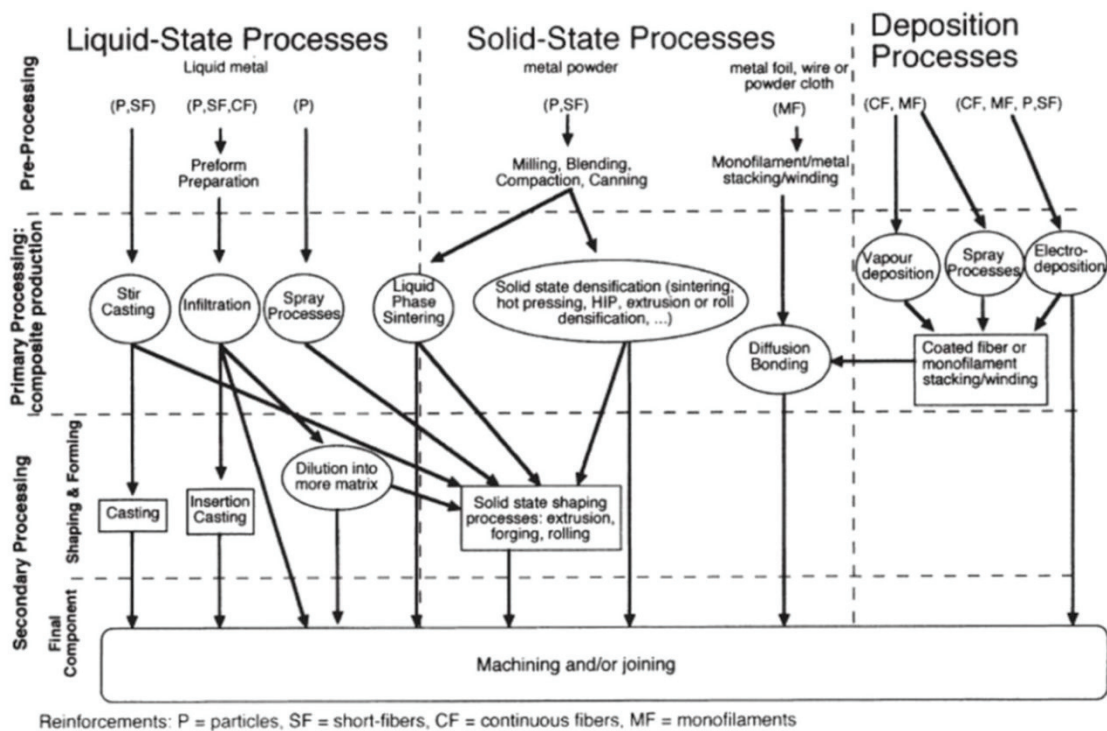 Liquid-State Processes
Liquid metal
Solid-State Processes
metal powder
metal foil, wire or
powder cloth
Deposition
Processes
Pre-Processing
(P,SF)
(P,SF,CF)
(P)
(P,SF)
(MF)
(CF, MF)
(CF, MF, P,SF)
Preform
Preparation
Milling, Blending,
Compaction, Canning
Monofilament/metal
stacking/winding
Primary Processing:
composite production
Stir
Casting
Infiltration
Spray
Processes
Liquid
Phase
Sintering
Solid state densification (sintering,
hot pressing, HIP, extrusion or roll
densification, ...)
Diffusion
Bonding
Vapour
deposition
Spray
Processes
Electro-
deposition
Coated fiber or
monofilament
stacking/winding
Secondary Processing
Shaping & Forming
Casting
Insertion
Casting
Dilution into
more matrix
Solid state shaping
processes: extrusion,
forging, rolling
Final
Component
Machining and/or joining
Reinforcements: P = particles, SF = short-fibers, CF = continuous fibers, MF = monofilaments